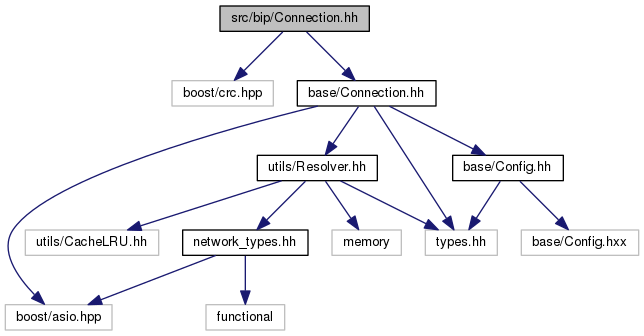 src/bip/Connection.hh
boost/crc.hpp
base/Connection.hh
utils/Resolver.hh
base/Config.hh
utils/CacheLRU.hh
network_types.hh
memory
types.hh
base/Config.hxx
boost/asio.hpp
functional